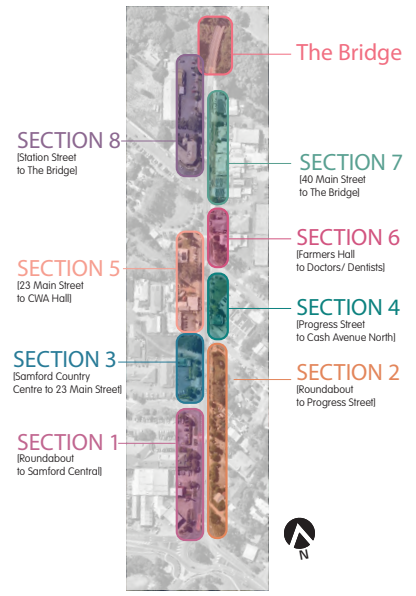 The Bridge
SECTION 8
[Station Street
to The Bridge]
SECTION 7
[40 Main Street
to The Bridge]
SECTION 6
[Farmers Hall
to Doctors/ Dentists]
SECTION 5
[23 Main Street
to CWA Hall]
SECTION 4
[Progress Street
to Cash Avenue North]
SECTION 3
[Samford Country
Centre to 23 Main Street]
SECTION 2
[Roundabout
to Progress Street]
SECTION 1
[Roundabout
to Samford Central]
N